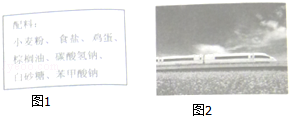 配料:
小麦粉、食盐、鸡蛋、
棕榈油、碳酸氢钠、
门砂糖、苯甲酸钠
图1
图2